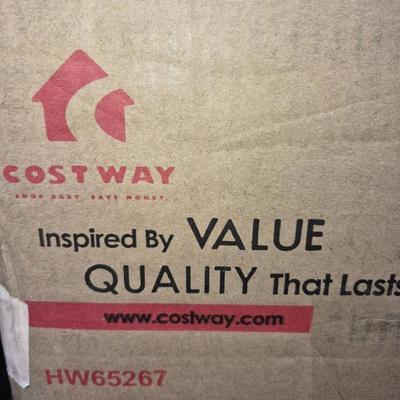 COSTWAY
SHOP EASY. SAVE MONEY.
Inspired By VALUE
QUALITY That Lasts
www.costway.com
HW65267